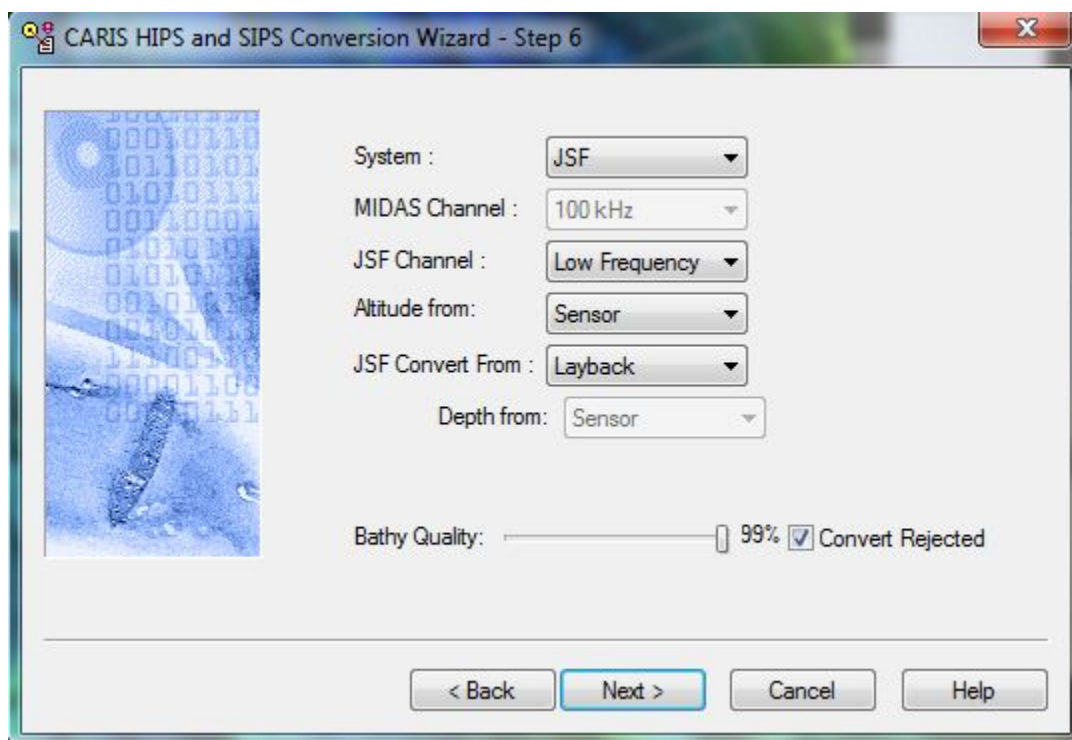 CARIS HIPS and SIPS Conversion Wizard - Step 6
System : JSF
MIDAS Channel : 100 kHz
JSF Channel : Low Frequency
Altitude from: Sensor
JSF Convert From : Layback
Depth from: Sensor
Bathy Quality: 99% Convert Rejected
< Back Next > Cancel Help